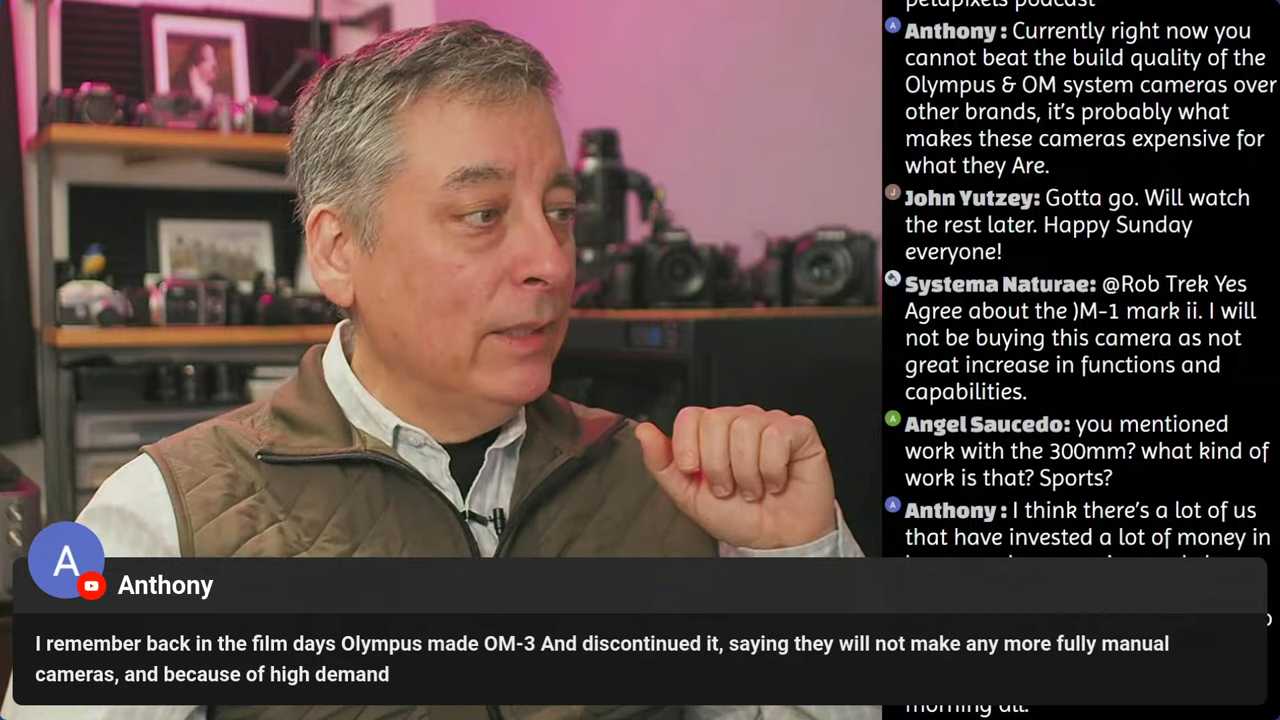 Anthony : Currently right now you
cannot beat the build quality of the
Olympus & OM system cameras over
other brands, it's probably what
makes these cameras expensive for
what they Are.
John Yutzey: Gotta go. Will watch
the rest later. Happy Sunday
everyone!
Systema Naturae: @Rob Trek Yes
Agree about the )M-1 mark ii. I will
not be buying this camera as not
great increase in functions and
capabilities.
Angel Saucedo: you mentioned
work with the 300mm? what kind of
work is that? Sports?
Anthony : I think there's a lot of us
that have invested a lot of money in
A
Anthony
I remember back in the film days Olympus made OM-3 And discontinued it, saying they will not make any more fully manual
cameras, and because of high demand